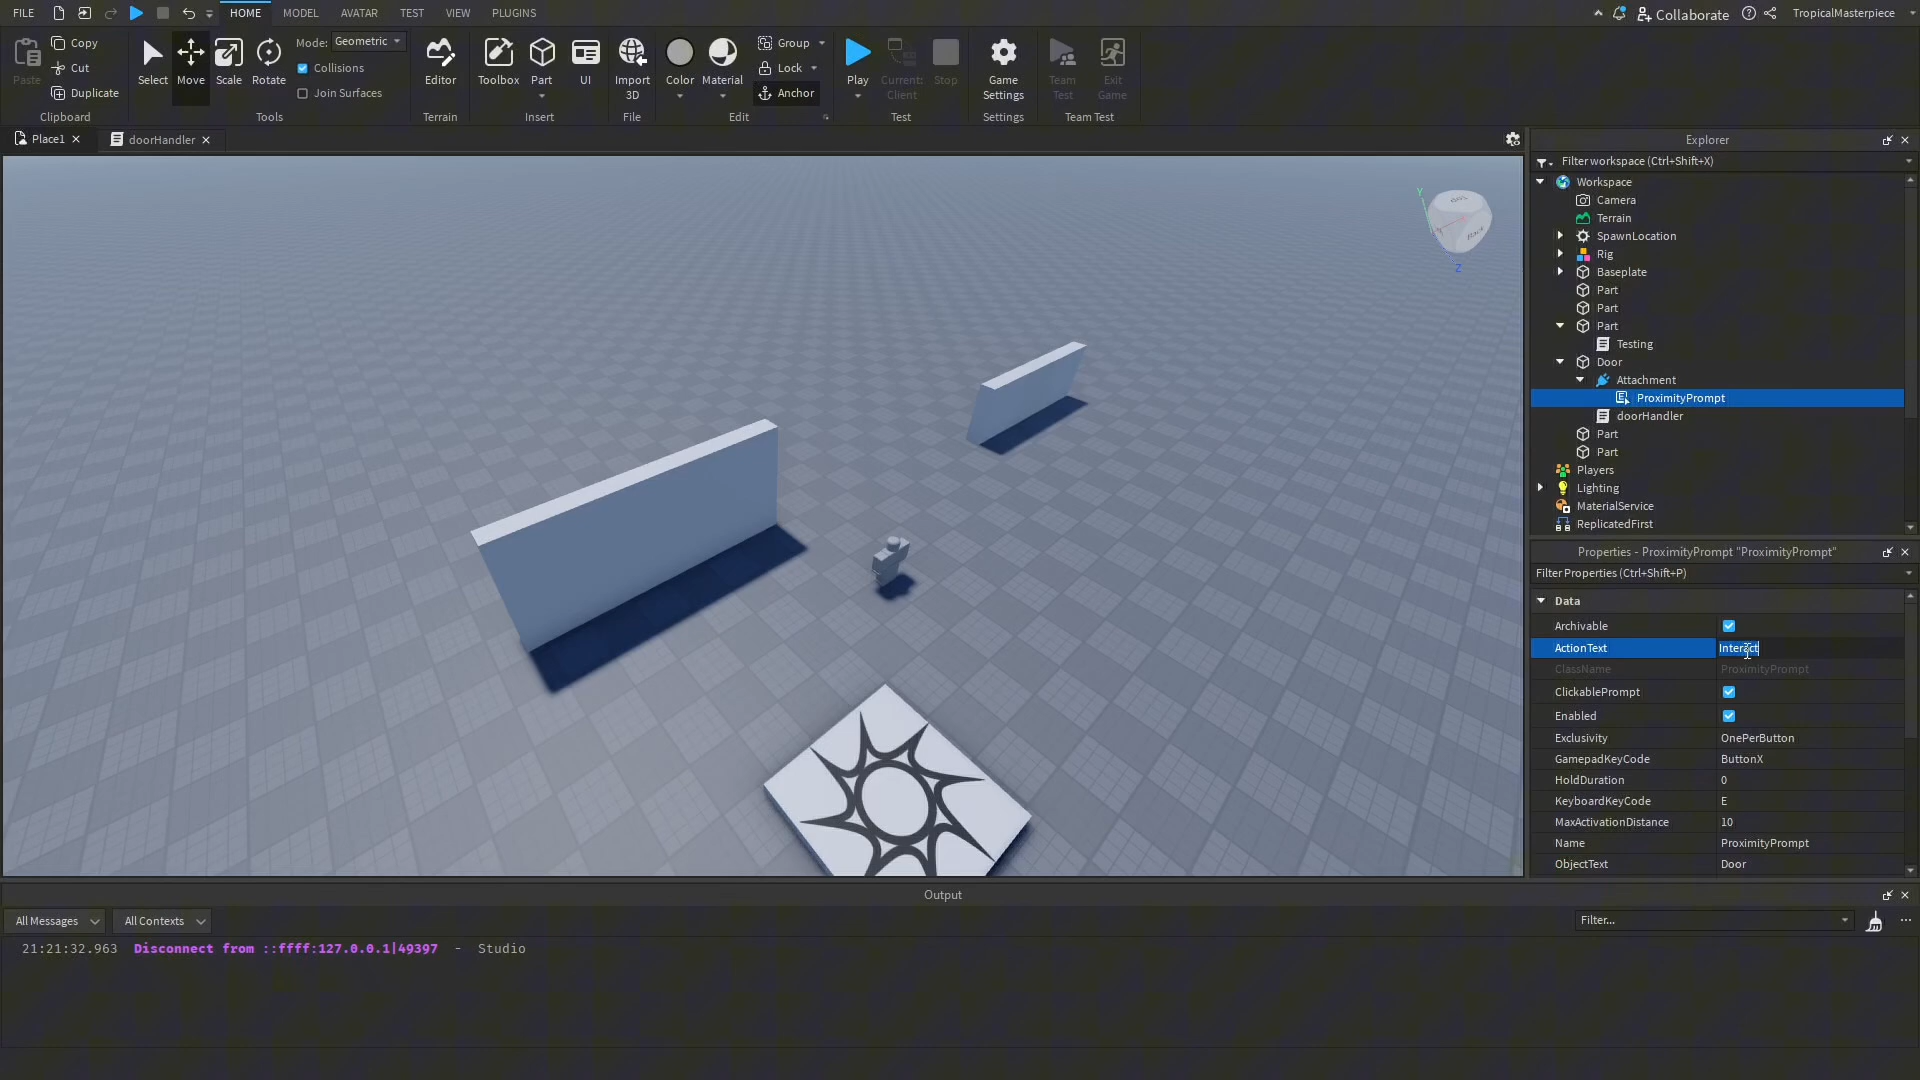 FILE HOME MODEL AVATAR TEST VIEW PLUGINS Collaborate TropicalMasterpiece
Paste Copy Cut Duplicate Clipboard
Select Move Scale Rotate Mode: Geometric Collisions Join Surfaces Tools
Editor Terrain
Toolbox Part UI Insert
Import 3D File
Color Material Group Lock Anchor Edit
Play Current: Client Stop Test
Game Settings Settings
Team Test Exit Game Team Test
Place1 doorHandler
Y
Top
Back
Z
Explorer
Filter workspace (Ctrl+Shift+X)
Workspace
Camera
Terrain
SpawnLocation
Rig
Baseplate
Part
Part
Part
Testing
Door
Attachment
ProximityPrompt
doorHandler
Part
Part
Players
Lighting
MaterialService
ReplicatedFirst
Properties - ProximityPrompt "ProximityPrompt"
Filter Properties (Ctrl+Shift+P)
Data
Archivable
ActionText Interact
ClassName ProximityPrompt
ClickablePrompt
Enabled
Exclusivity OnePerButton
GamepadKeyCode ButtonX
HoldDuration 0
KeyboardKeyCode E
MaxActivationDistance 10
Name ProximityPrompt
ObjectText Door
Output
All Messages All Contexts Filter...
21:21:32.963 Disconnect from ::ffff:127.0.0.1|49397 - Studio